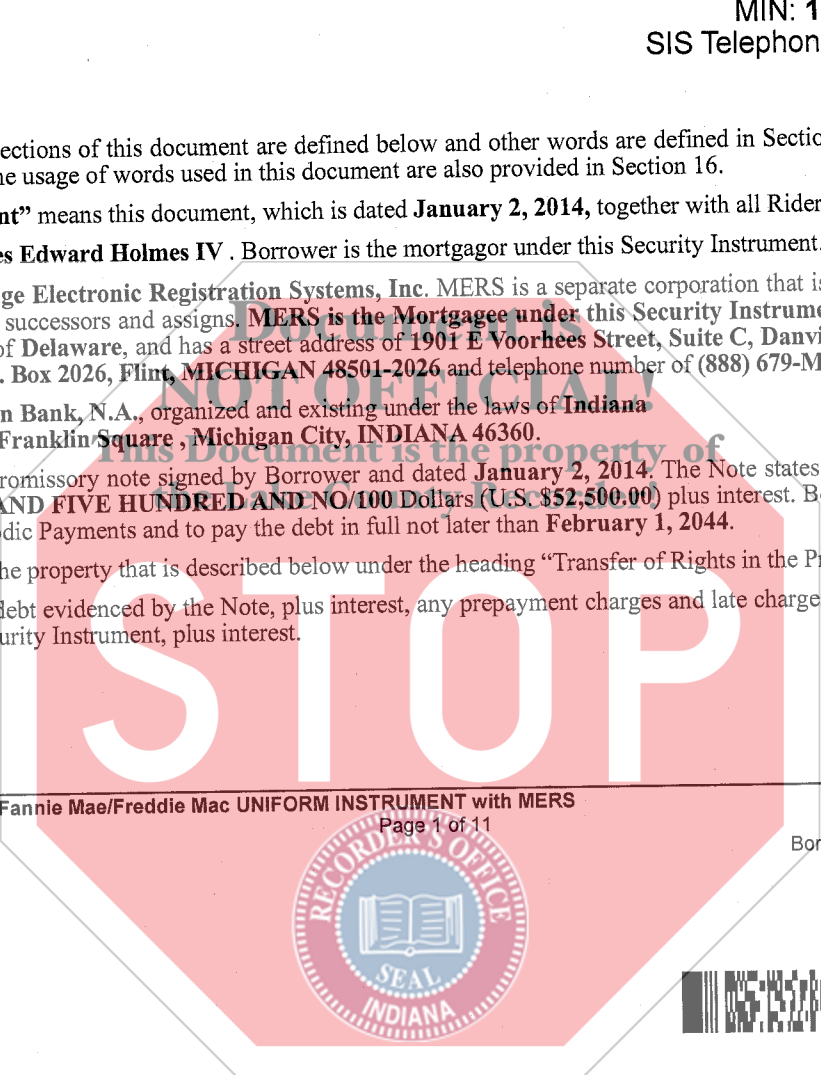 MIN: 1
SIS Telephon
ections of this document are defined below and other words are defined in Sectio
he usage of words used in this document are also provided in Section 16.
nt” means this document, which is dated January 2, 2014, together with all Rider
es Edward Holmes IV . Borrower is the mortgagor under this Security Instrument.
ge Electronic Registration Systems, Inc. MERS is a separate corporation that is
successors and assigns. MERS is the Mortgagee under this Security Instrume
of Delaware, and has a street address of 1901 E Voorhees Street, Suite C, Danvi
. Box 2026, Flint, MICHIGAN 48501-2026 and telephone number of (888) 679-M
n Bank, N.A., organized and existing under the laws of Indiana
Franklin Square , Michigan City, INDIANA 46360.
romissory note signed by Borrower and dated January 2, 2014. The Note states
AND FIVE HUNDRED AND NO/100 Dollars (U.S. $52,500.00) plus interest. Bo
dic Payments and to pay the debt in full not later than February 1, 2044.
he property that is described below under the heading “Transfer of Rights in the Pr
debt evidenced by the Note, plus interest, any prepayment charges and late charge
urity Instrument, plus interest.
Document is
NOT OFFICIAL!
This Document is the property of
the Lake County Recorder!
STOP
Fannie Mae/Freddie Mac UNIFORM INSTRUMENT with MERS
Page 1 of 11
Bor
RECORDER'S OFFICE
SEAL
INDIANA